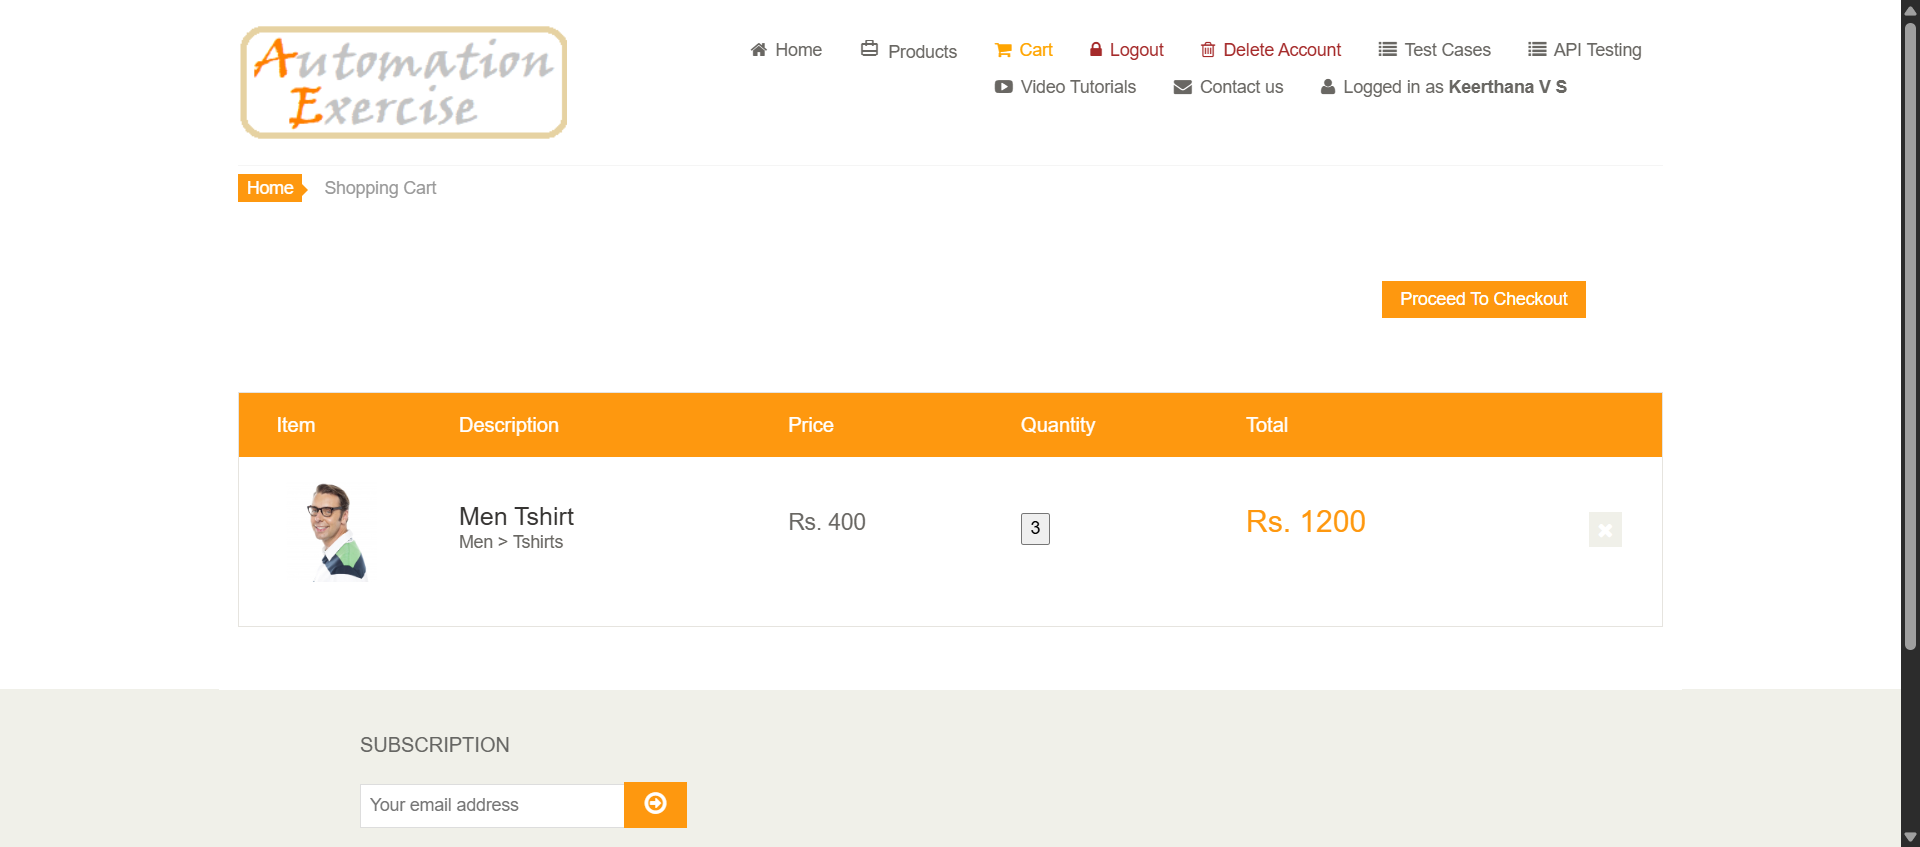 Automation
Exercise
Home Products Cart Logout Delete Account Test Cases API Testing
Video Tutorials Contact us Logged in as Keerthana V S
Home Shopping Cart
Proceed To Checkout
Item Description Price Quantity Total
Men Tshirt Rs. 400 3 Rs. 1200
Men > Tshirts
SUBSCRIPTION
Your email address